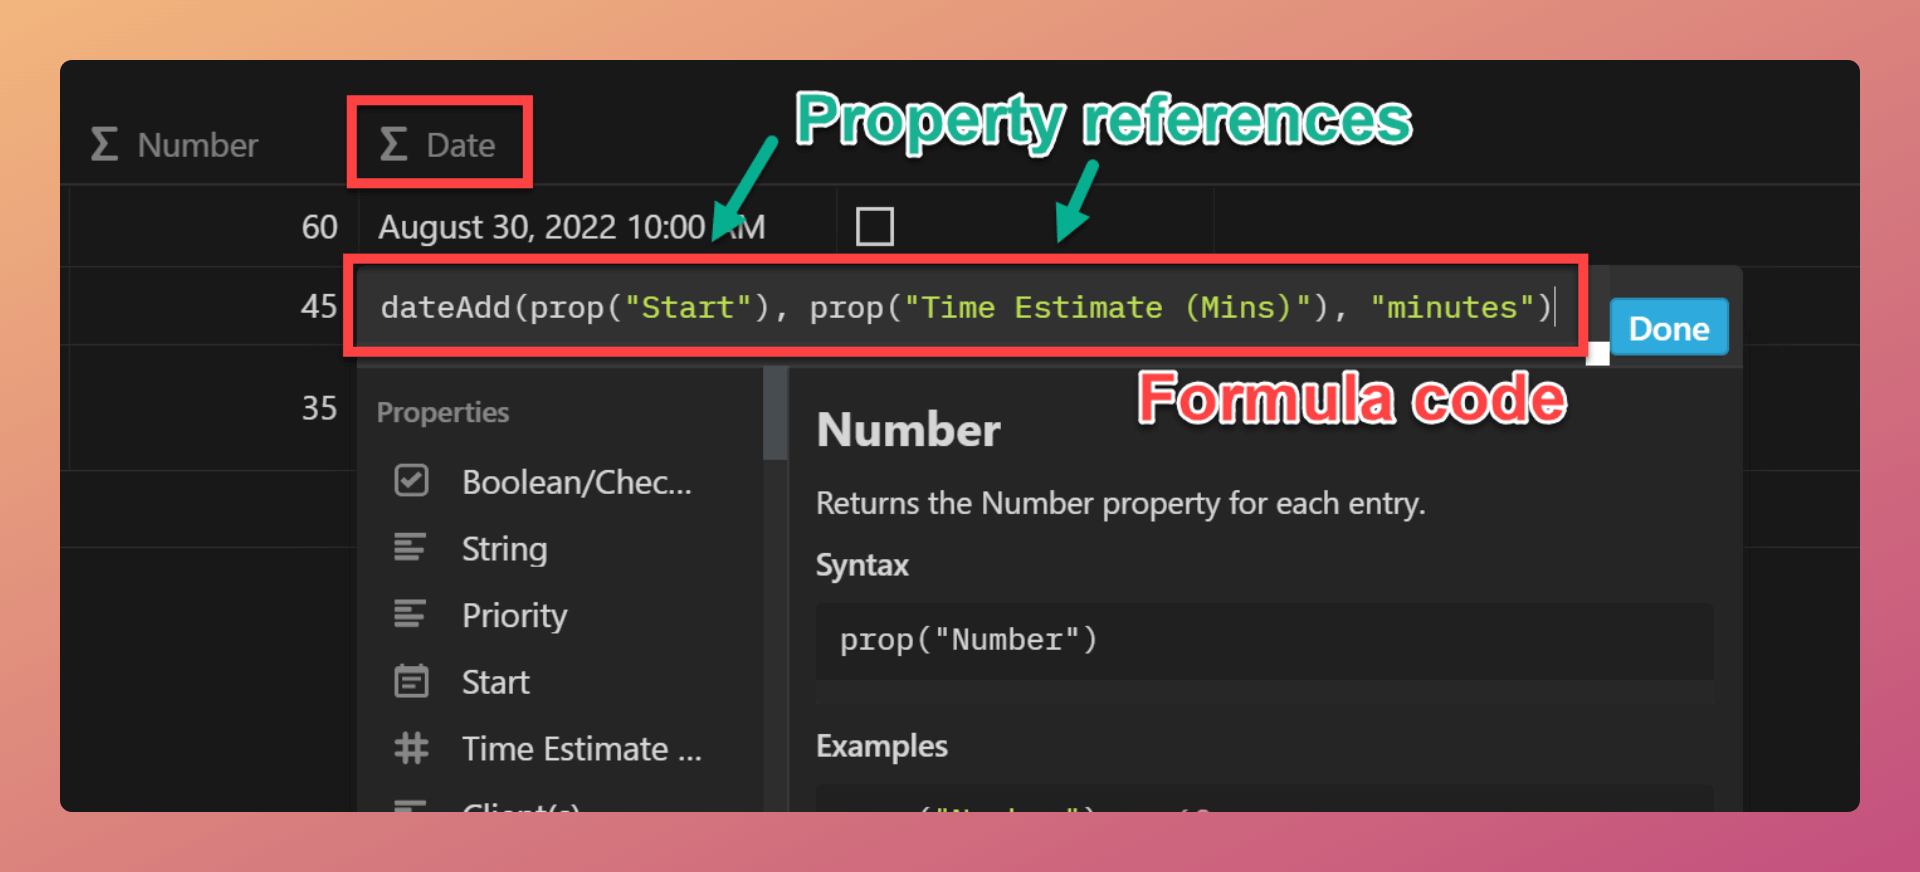 Property references
Σ Number
Σ Date
60
August 30, 2022 10:00 AM
45
dateAdd(prop("Start"), prop("Time Estimate (Mins)"), "minutes")
Done
Formula code
35
Properties
Boolean/Chec...
String
Priority
Start
Time Estimate ...
Client(s)
Number
Returns the Number property for each entry.
Syntax
prop("Number")
Examples